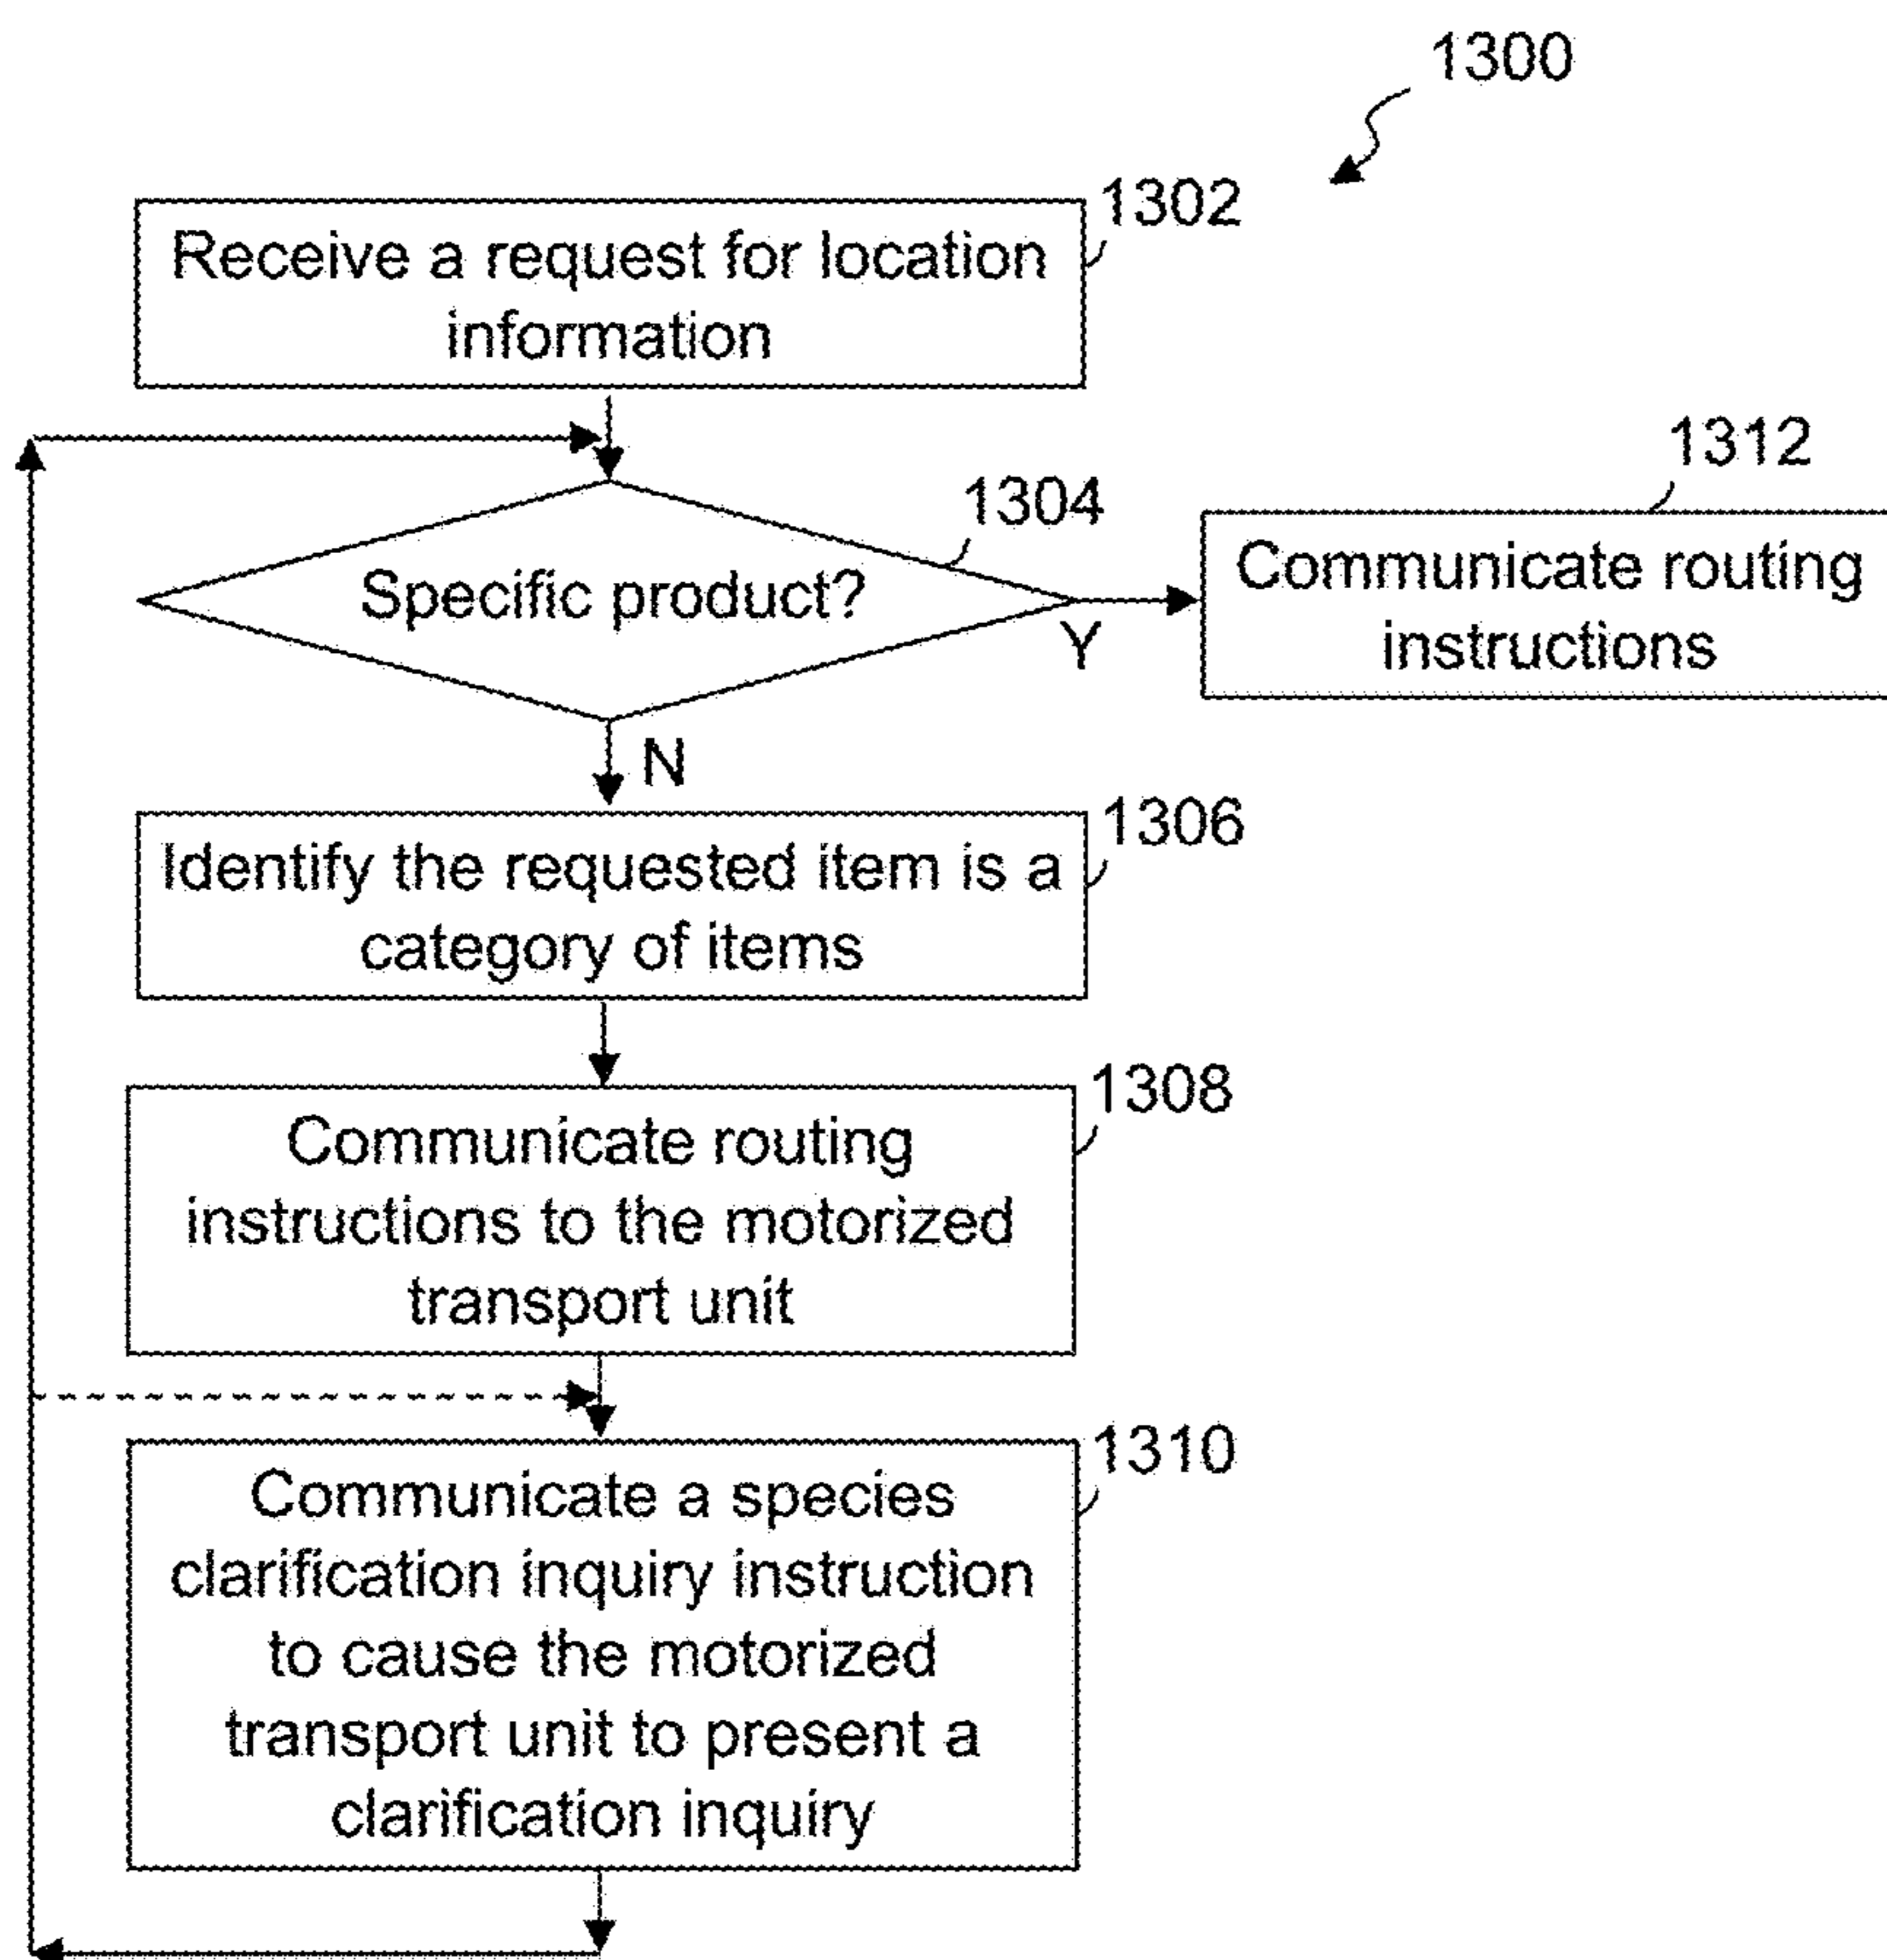 1300
1302
Receive a request for location
information
1304
Specific product?
Y
N
1312
Communicate routing
instructions
1306
Identify the requested item is a
category of items
1308
Communicate routing
instructions to the motorized
transport unit
1310
Communicate a species
clarification inquiry instruction
to cause the motorized
transport unit to present a
clarification inquiry